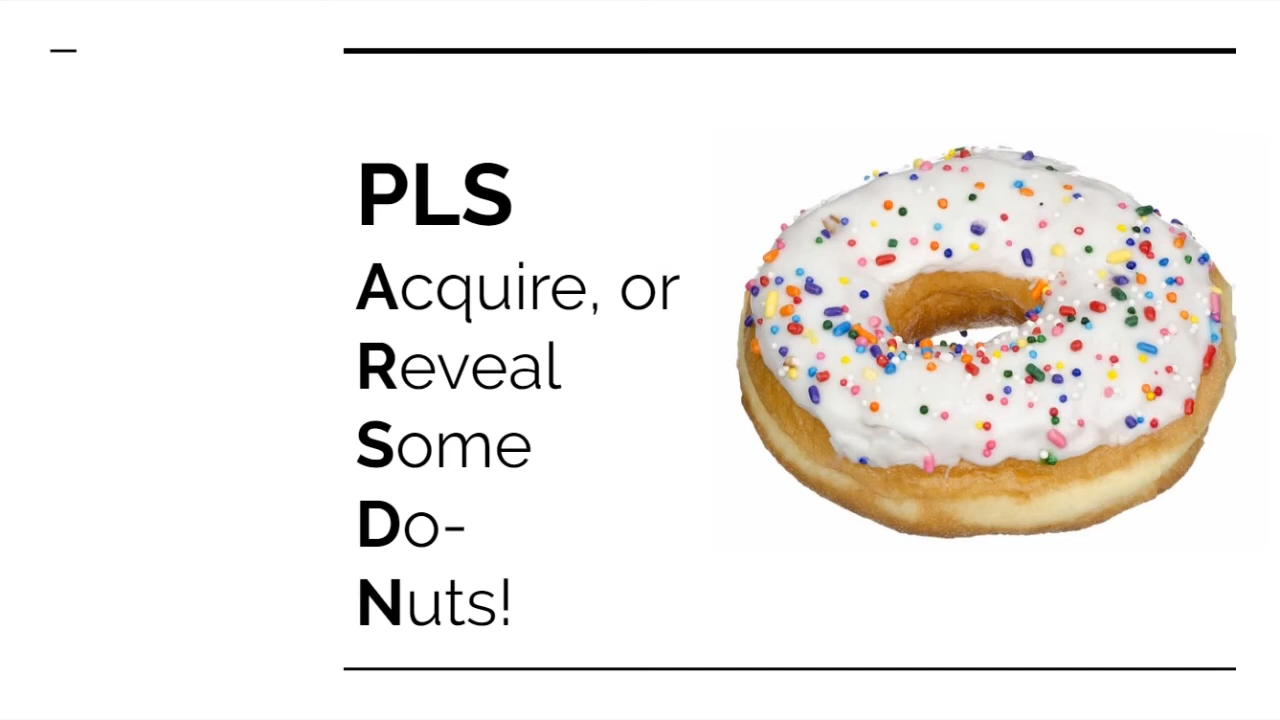 PLS
Acquire, or
Reveal
Some
Do-
Nuts!